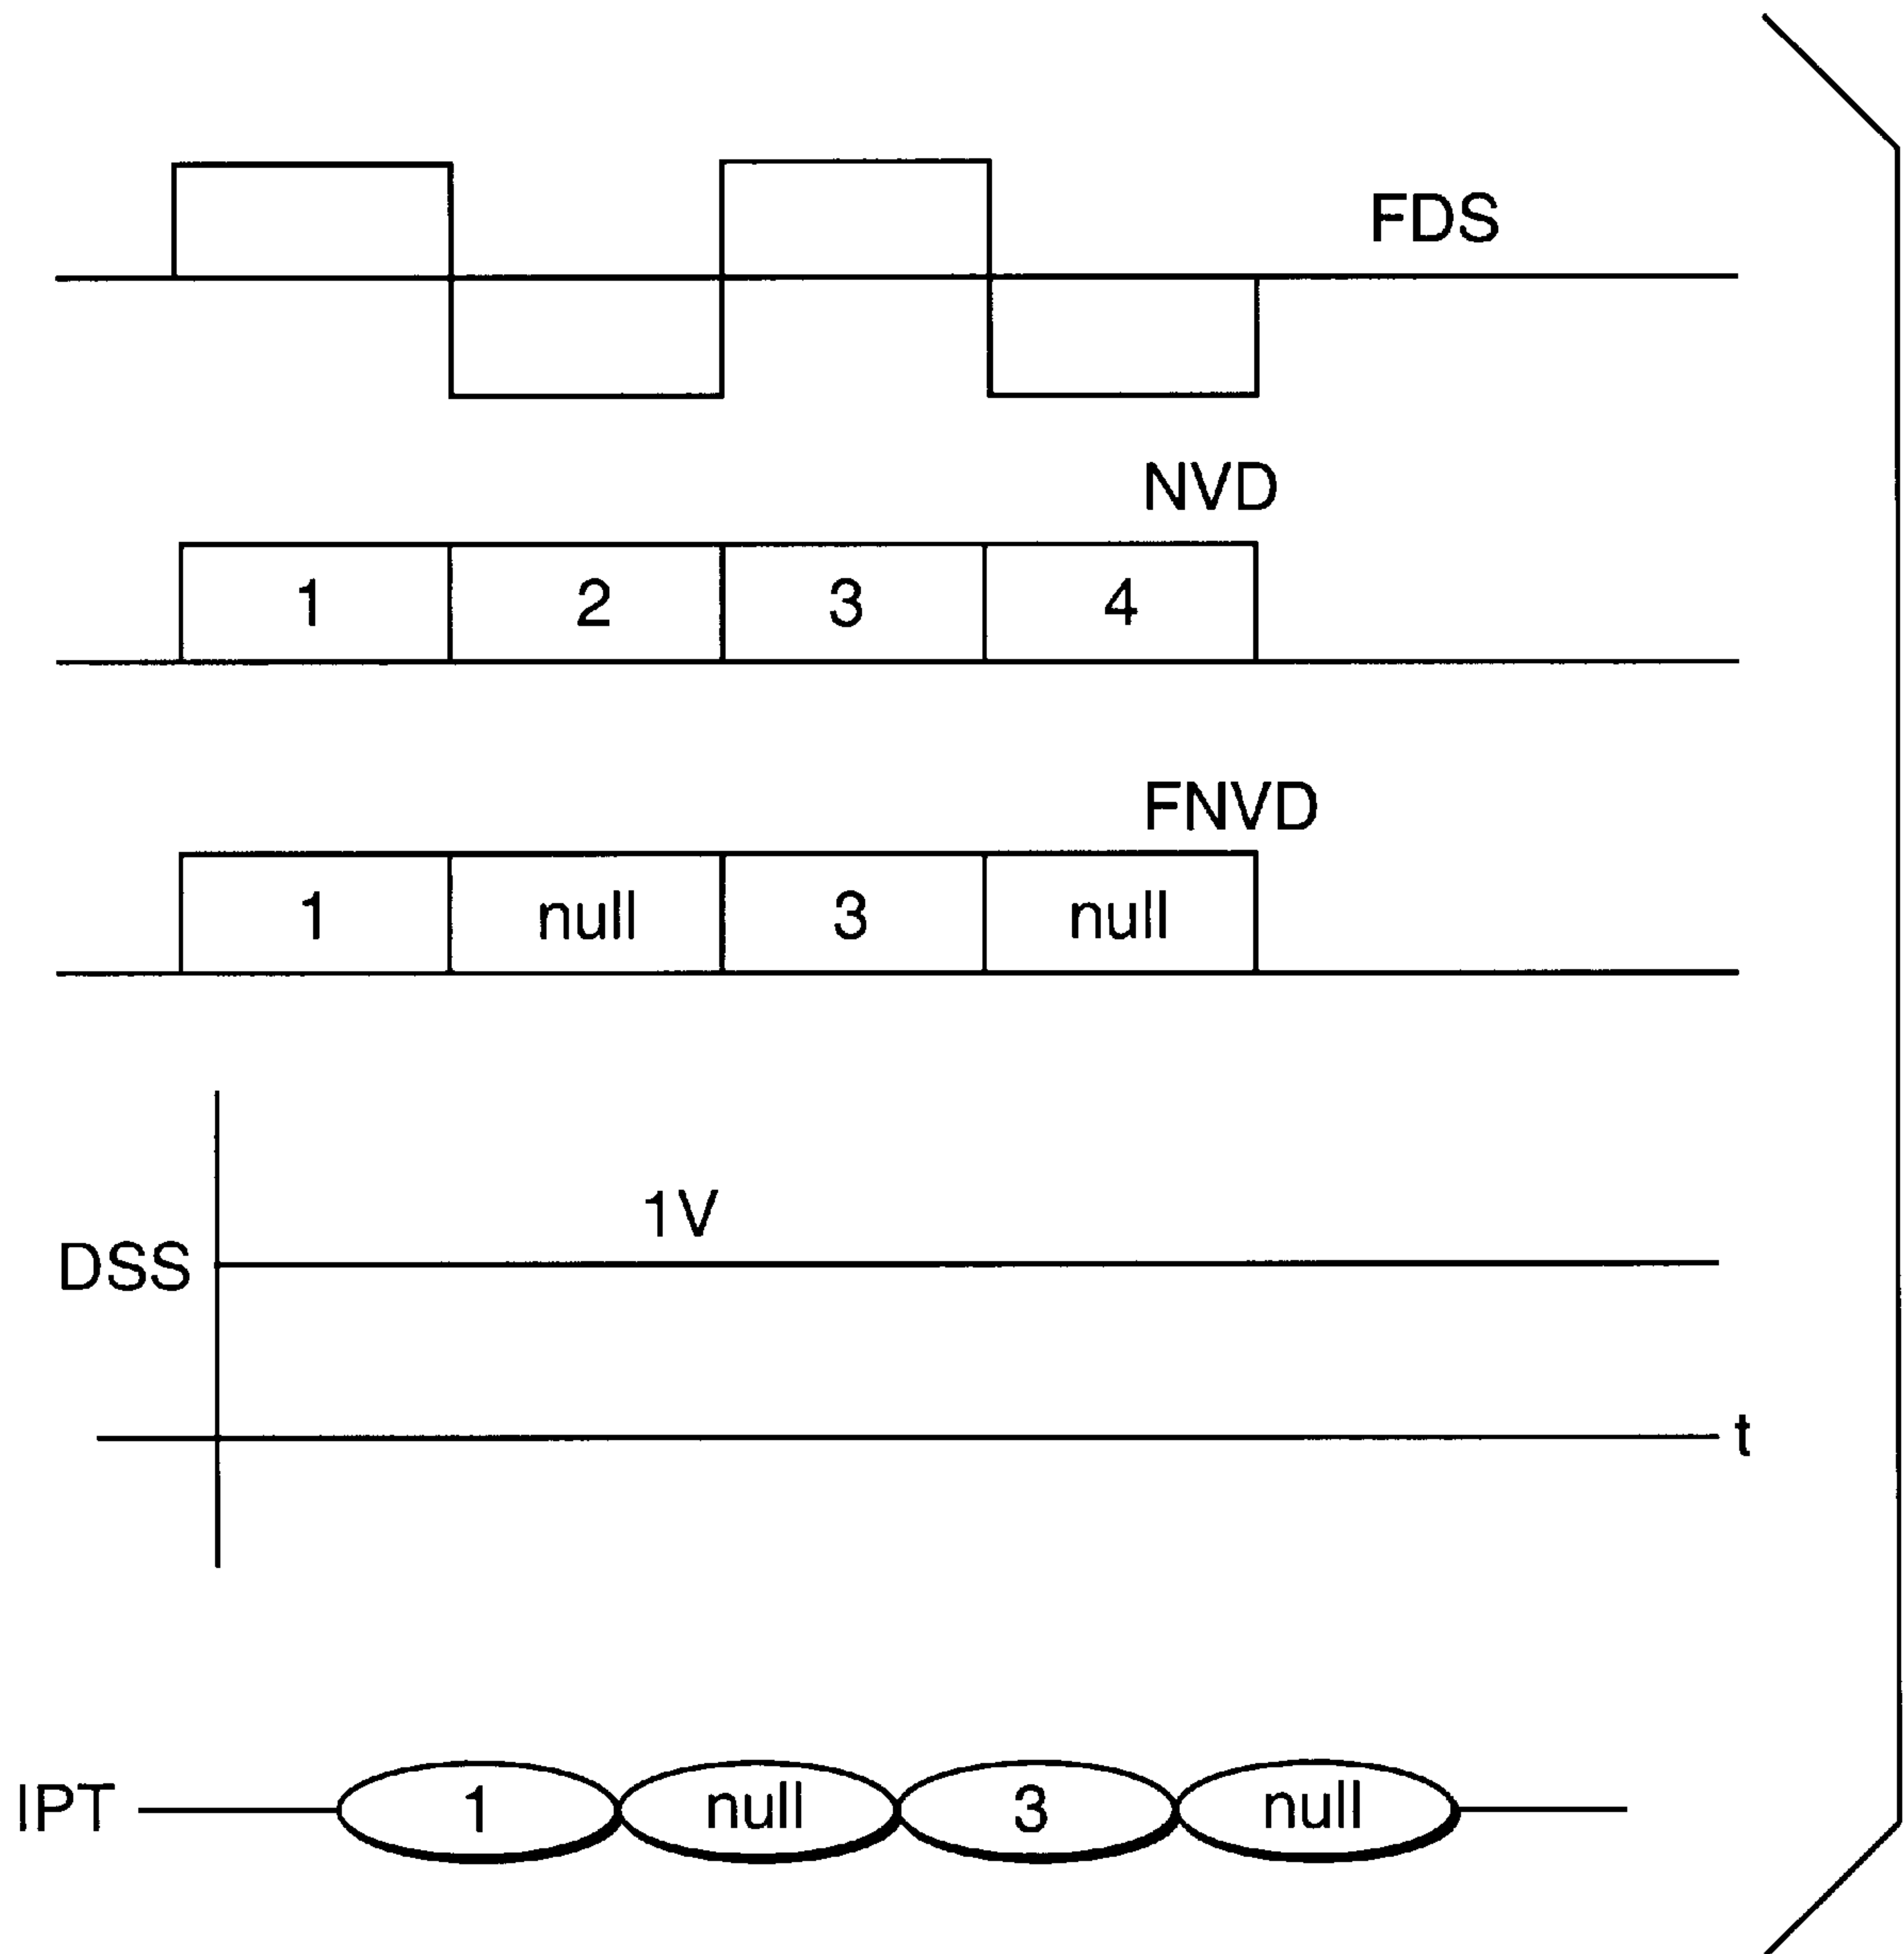 FDS
NVD
1 2 3 4
FNVD
1 null 3 null
1V
DSS
t
IPT 1 null 3 null